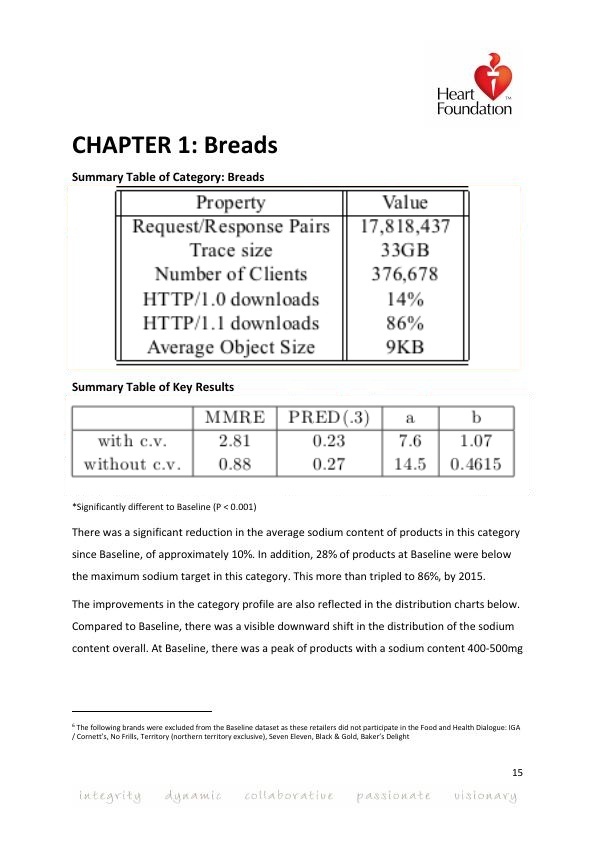 Heart
Foundation
TM
CHAPTER 1: Breads
Summary Table of Category: Breads
Property Value
Request/Response Pairs 17,818,437
Trace size 33GB
Number of Clients 376,678
HTTP/1.0 downloads 14%
HTTP/1.1 downloads 86%
Average Object Size 9KB
Summary Table of Key Results
MMRE PRED(.3) a b
with c.v. 2.81 0.23 7.6 1.07
without c.v. 0.88 0.27 14.5 0.4615
*Significantly different to Baseline (P < 0.001)
There was a significant reduction in the average sodium content of products in this category
since Baseline, of approximately 10%. In addition, 28% of products at Baseline were below
the maximum sodium target in this category. This more than tripled to 86%, by 2015.
The improvements in the category profile are also reflected in the distribution charts below.
Compared to Baseline, there was a visible downward shift in the distribution of the sodium
content overall. At Baseline, there was a peak of products with a sodium content 400-500mg
6 The following brands were excluded from the Baseline dataset as these retailers did not participate in the Food and Health Dialogue: IGA
/ Cornett's, No Frills, Territory (northern territory exclusive), Seven Eleven, Black & Gold, Baker's Delight
15
integrity dynamic collaborative passionate visionary